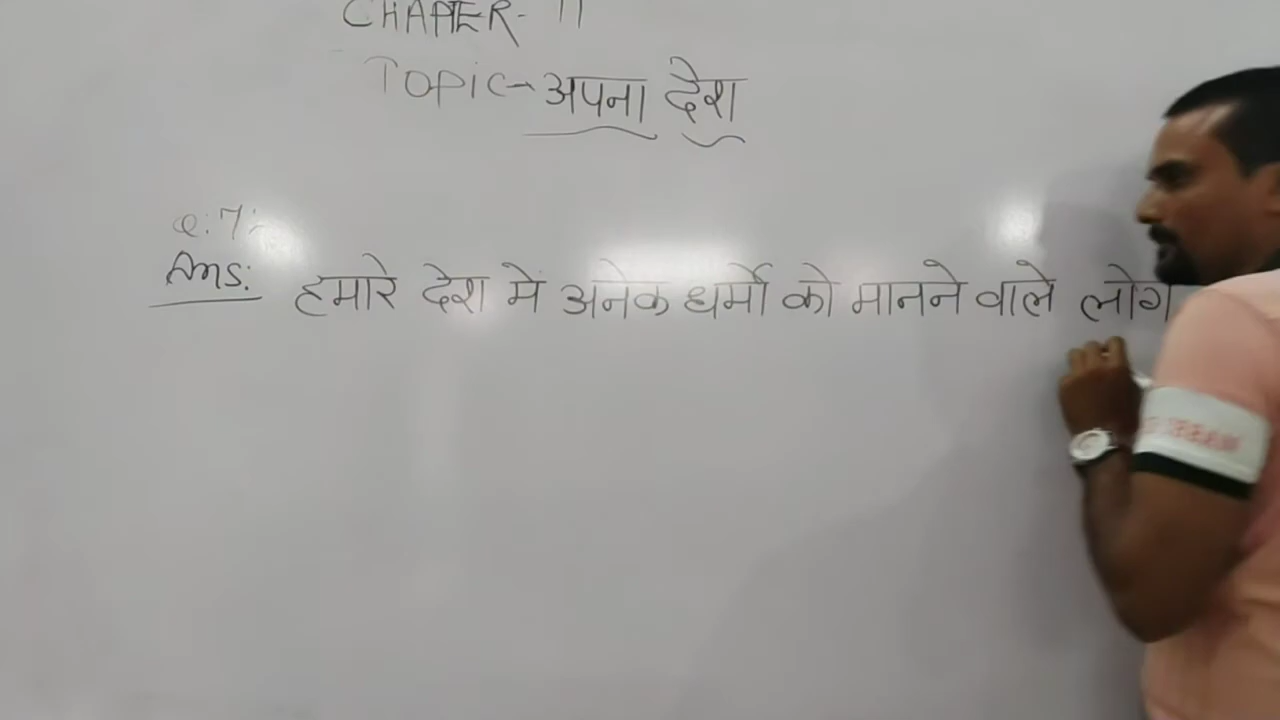 CHAPTER- 11
Topic- अपना देश
Q:7:
Ans: हमारे देश में अनेक धर्मों को मानने वाले लोग